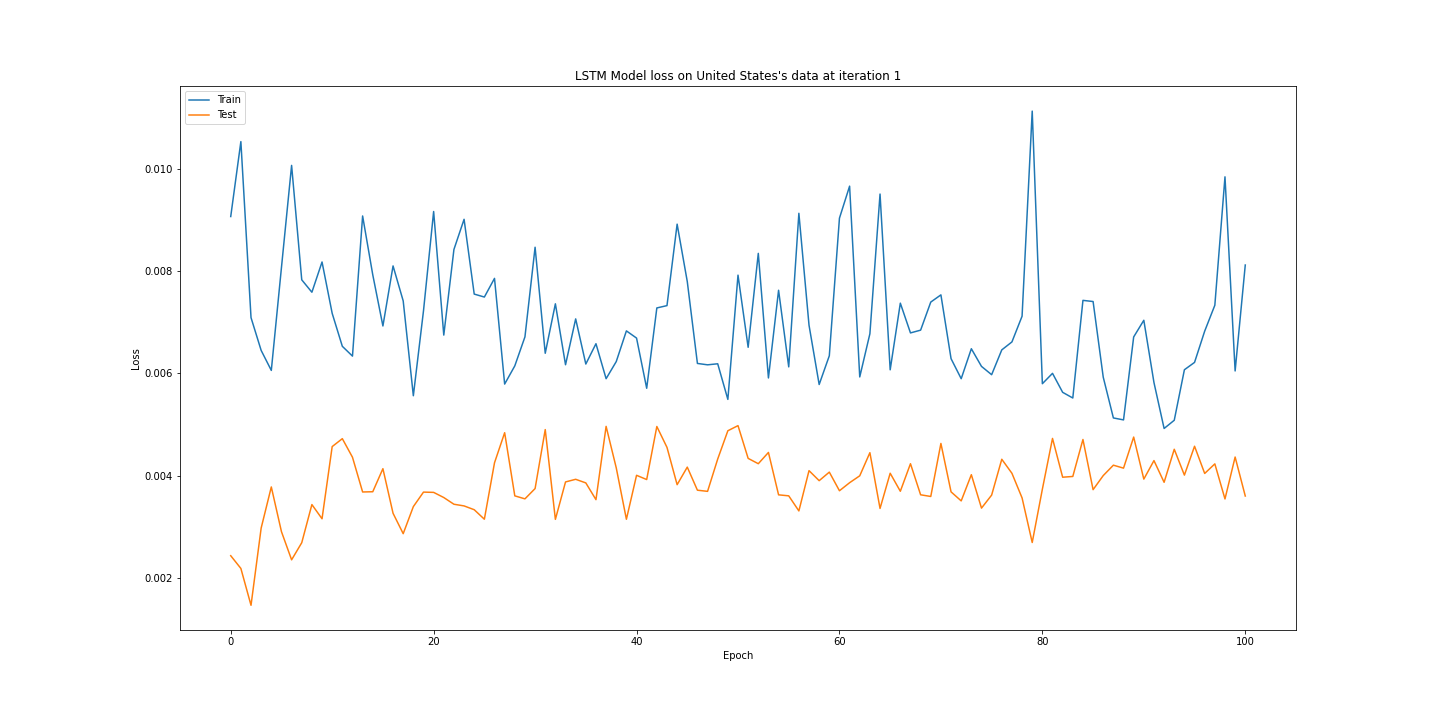 LSTM Model loss on United States's data at iteration 1
Train
Test
0.010
0.008
0.006
0.004
0.002
Loss
0 20 40 60 80 100
Epoch